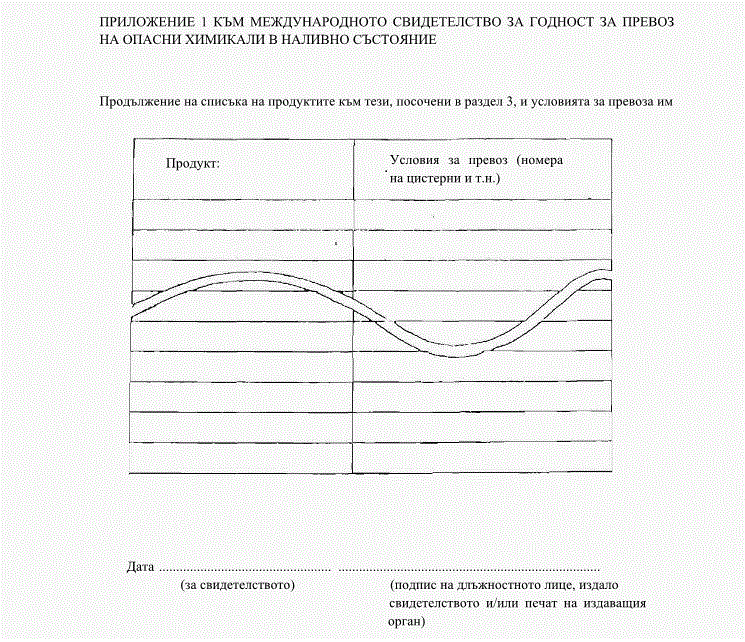 ПРИЛОЖЕНИЕ 1 КЪМ МЕЖДУНАРОДНОТО СВИДЕТЕЛСТВО ЗА ГОДНОСТ ЗА ПРЕВОЗ
НА ОПАСНИ ХИМИКАЛИ В НАЛИВНО СЪСТОЯНИЕ
Продължение на списъка на продуктите към тези, посочени в раздел 3, и условията за превоза им
Продукт:
Условия за превоз (номера
на цистерни и т.н.)
Дата ................................................ ..........................................................................
(за свидетелството)
(подпис на длъжностното лице, издало
свидетелството и/или печат на издаващия
орган)